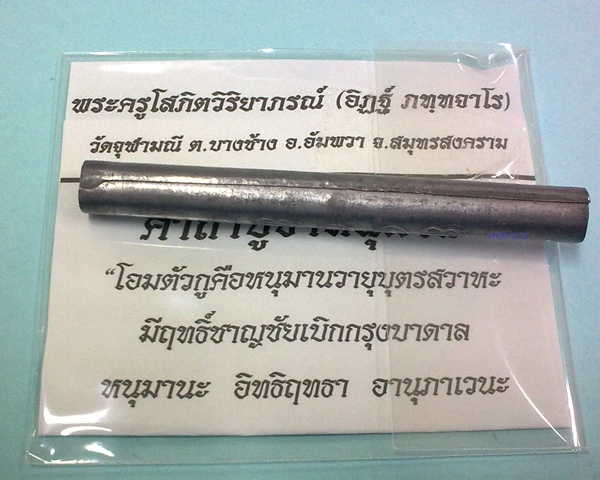 พระครูโสภิตวิริยาภรณ์ (อิฏฐ์ ภทฺทจาโร)
วัดจุฬามณี ต.บางช้าง อ.อัมพวา จ.สมุทรสงคราม
“โอมตัวกูคือหนุมานวายุบุตรสวาหะ
มีฤทธิ์ชาญชัยเบิกกรุงบาดาล
หนุมานะ อิทธิฤทธา อานุภาเวนะ